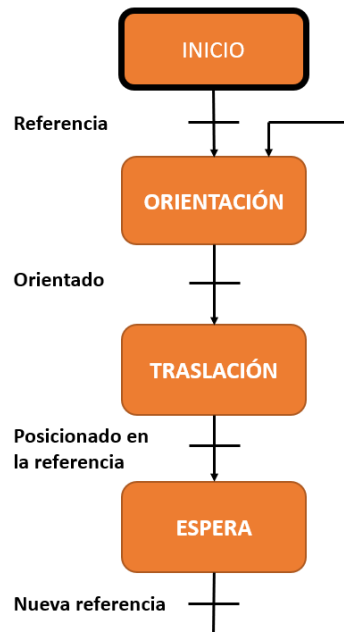 INICIO
Referencia
ORIENTACIÓN
Orientado
TRASLACIÓN
Posicionado en
la referencia
ESPERA
Nueva referencia